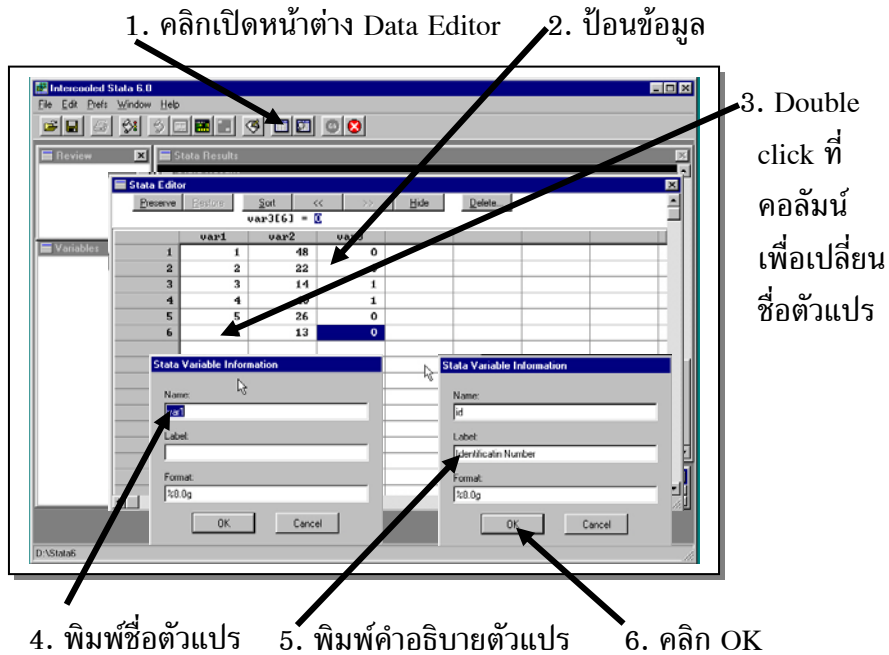 1. คลิกเปิดหน้าต่าง Data Editor
2. ป้อนข้อมูล
3. Double
click ที่
คอลัมน์
เพื่อเปลี่ยน
ชื่อตัวแปร
Intercooled Stata 6.0
File Edit Prefs Window Help
Review
Stata Results
Variables
Stata Editor
Preserve Restore Sort << >> Hide Delete...
var3[6] = 0
var1 var2
1 1 48 0
2 2 22
3 3 14 1
4 4 1
5 5 26 0
6 13 0
Stata Variable Information
Name:
var1
Label:
Format:
%8.0g
OK Cancel
Stata Variable Information
Name:
id
Label:
Identificatin Number
Format:
%8.0g
OK Cancel
D:\Stata6
4. พิมพ์ชื่อตัวแปร
5. พิมพ์คำอธิบายตัวแปร
6. คลิก OK